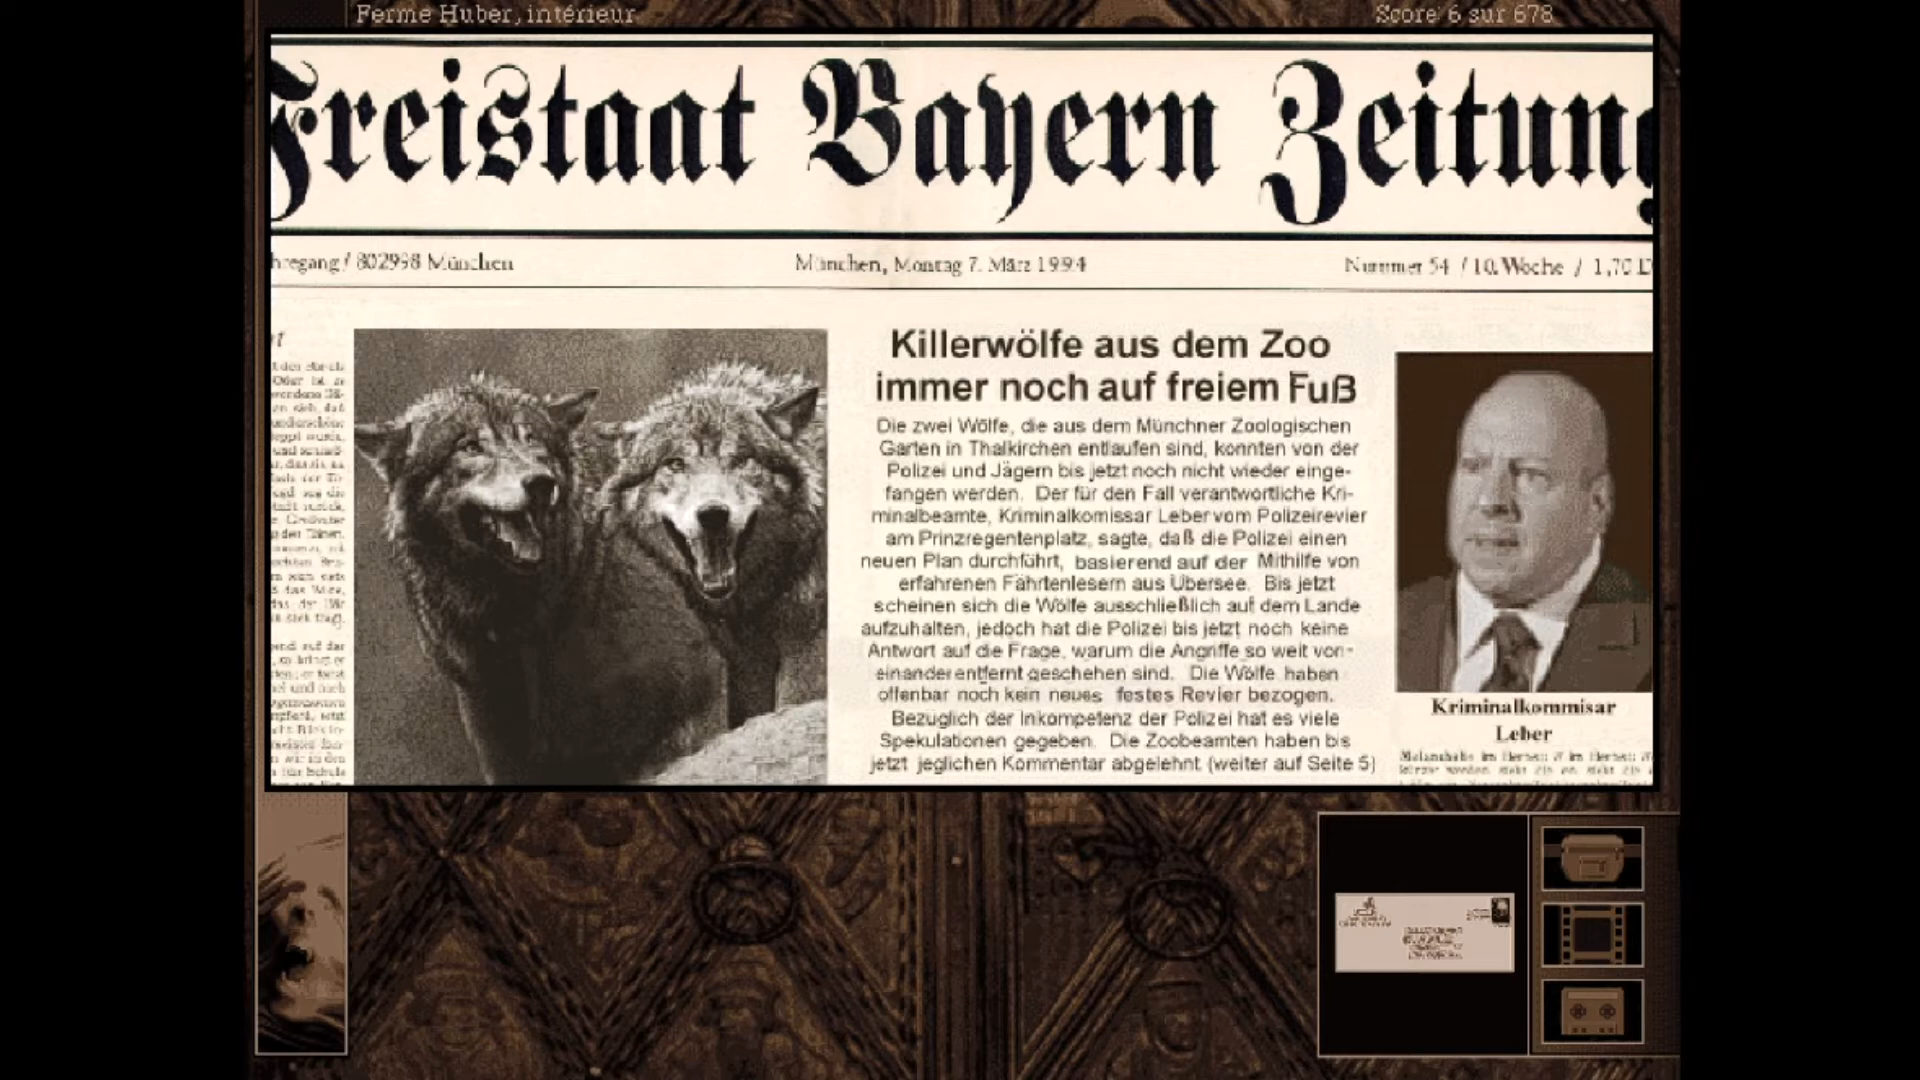 Ferme Huber, intérieur
Score: 6 sur 678
Freistaat Bayern Zeitung
hregang / 802998 München
München, Montag 7. März 1994
Nummer 54 / 10. Woche / 1,70 D
Killerwölfe aus dem Zoo
immer noch auf freiem Fuß
Die zwei Wölfe, die aus dem Münchner Zoologischen
Garten in Thalkirchen entlaufen sind, konnten von der
Polizei und Jägern bis jetzt noch nicht wieder einge-
fangen werden. Der für den Fall verantwortliche Kri-
minalbeamte, Kriminalkomissar Leber vom Polizeirevier
am Prinzregentenplatz, sagte, daß die Polizei einen
neuen Plan durchführt, basierend auf der Mithilfe von
erfahrenen Fährtenlesern aus Übersee. Bis jetzt
scheinen sich die Wölfe ausschließlich auf dem Lande
aufzuhalten, jedoch hat die Polizei bis jetzt noch keine
Antwort auf die Frage, warum die Angriffe so weit von-
einander entfernt geschehen sind. Die Wölfe haben
offenbar noch kein neues festes Revier bezogen.
Bezüglich der Inkompetenz der Polizei hat es viele
Spekulationen gegeben. Die Zoobeamten haben bis
jetzt jeglichen Kommentar abgelehnt (weiter auf Seite 5)
Kriminalkommisar
Leber